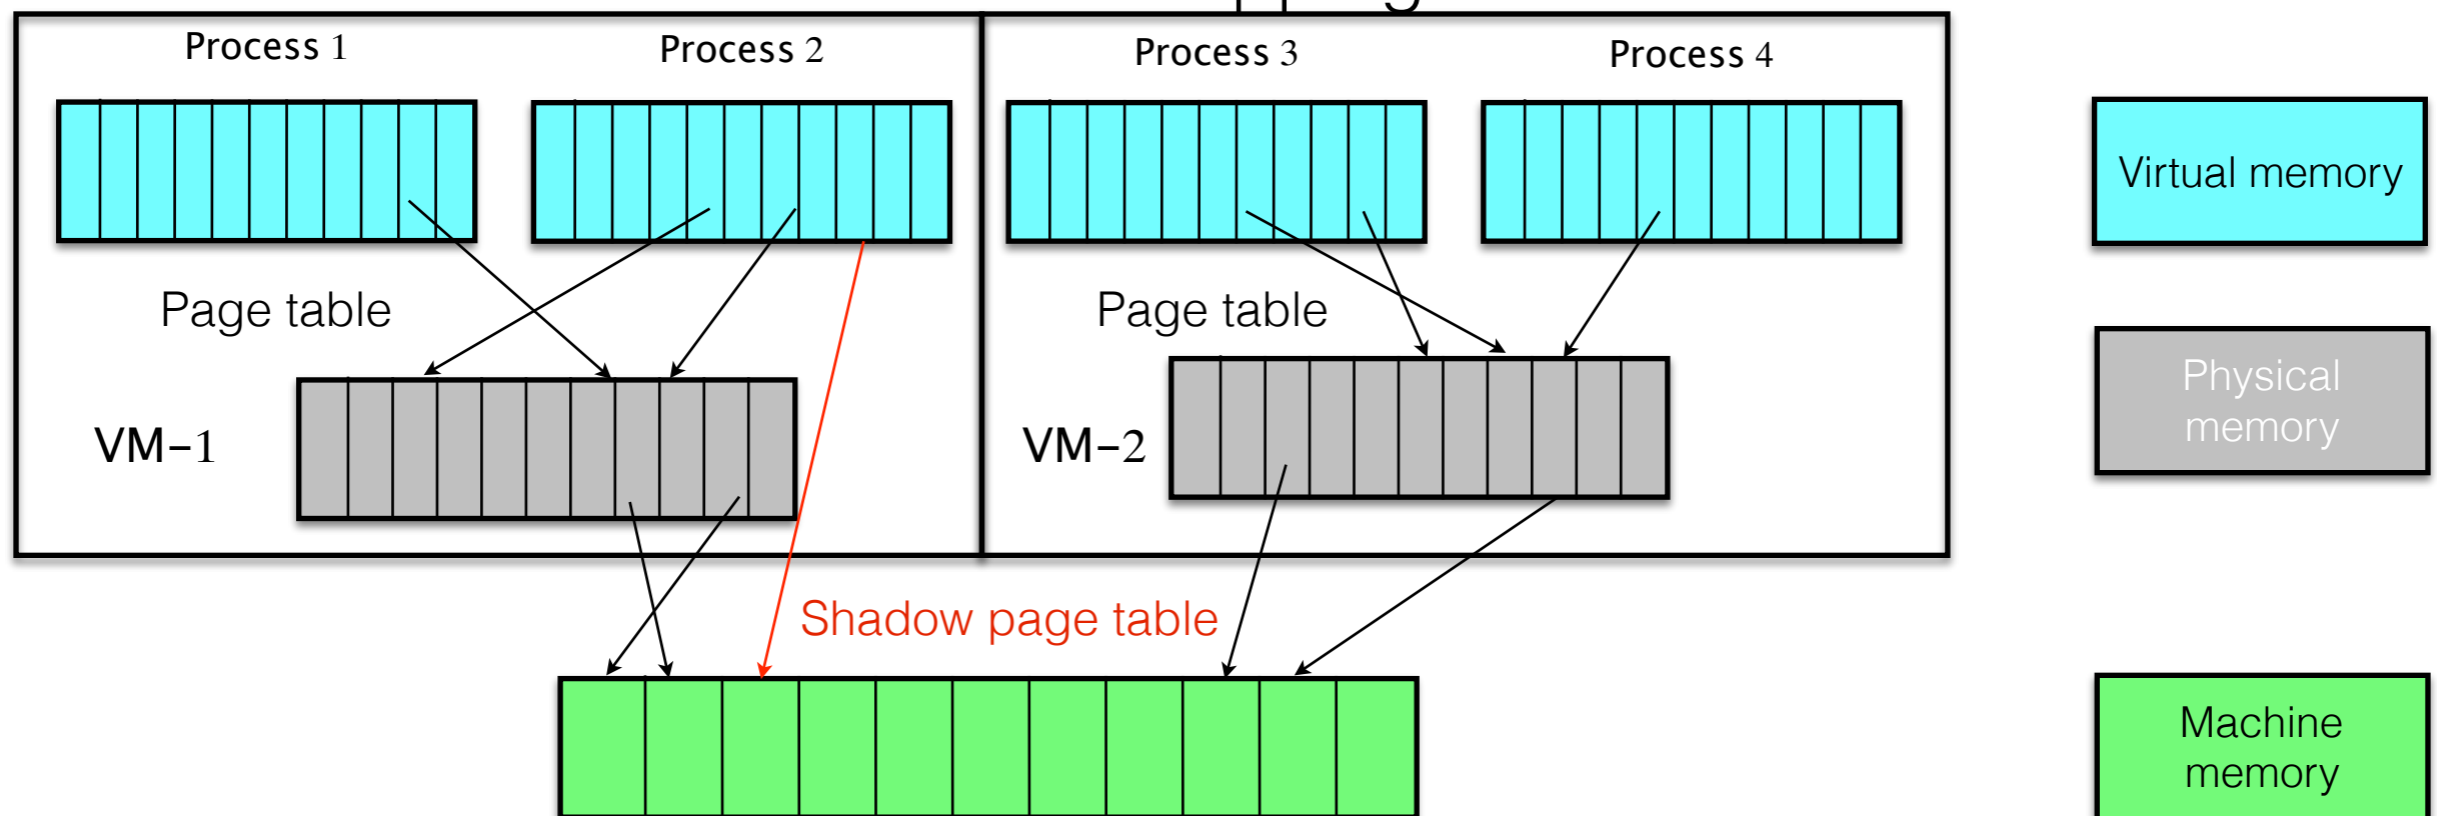 Process 1
Process 2
Process 3
Process 4
Virtual memory
Page table
Page table
Physical
memory
VM-1
VM-2
Shadow page table
Machine
memory